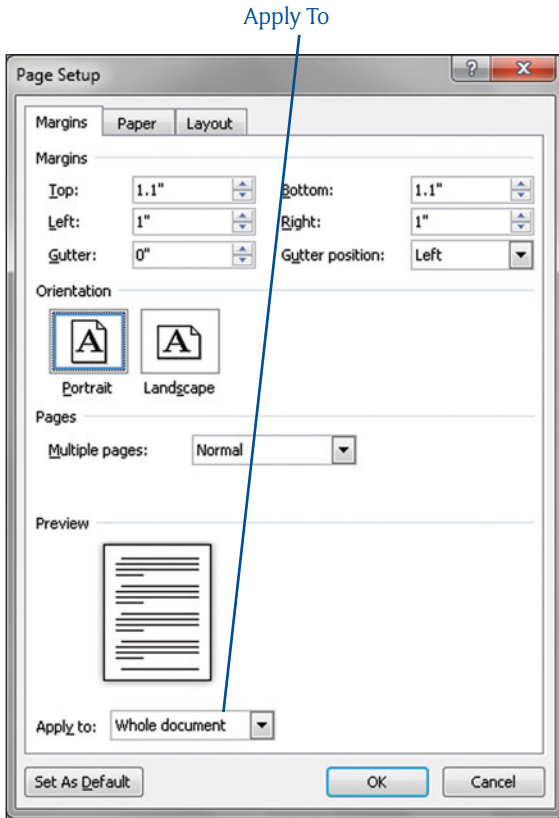 Apply To
Page Setup
Margins Paper Layout
Margins
Top: 1.1" Bottom: 1.1"
Left: 1" Right: 1"
Gutter: 0" Gutter position: Left
Orientation
A A
Portrait Landscape
Pages
Multiple pages: Normal
Preview
Apply to: Whole document
Set As Default OK Cancel